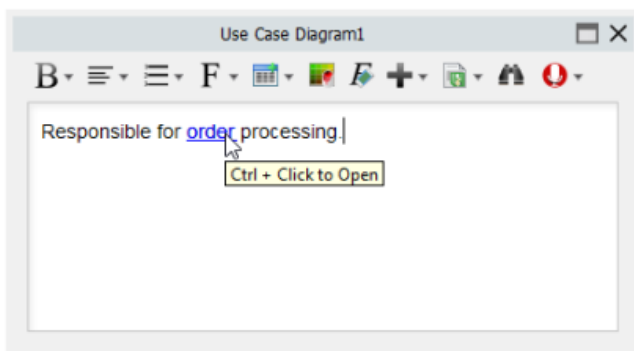 Use Case Diagram1
B F F
Responsible for order processing.
Ctrl + Click to Open